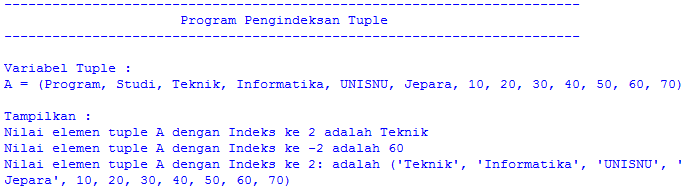 ------------------------------------------------------------------------
Program Pengindeksan Tuple
------------------------------------------------------------------------
Variabel Tuple :
A = (Program, Studi, Teknik, Informatika, UNISNU, Jepara, 10, 20, 30, 40, 50, 60, 70)
Tampilkan :
Nilai elemen tuple A dengan Indeks ke 2 adalah Teknik
Nilai elemen tuple A dengan Indeks ke -2 adalah 60
Nilai elemen tuple A dengan Indeks ke 2: adalah ('Teknik', 'Informatika', 'UNISNU', '
Jepara', 10, 20, 30, 40, 50, 60, 70)